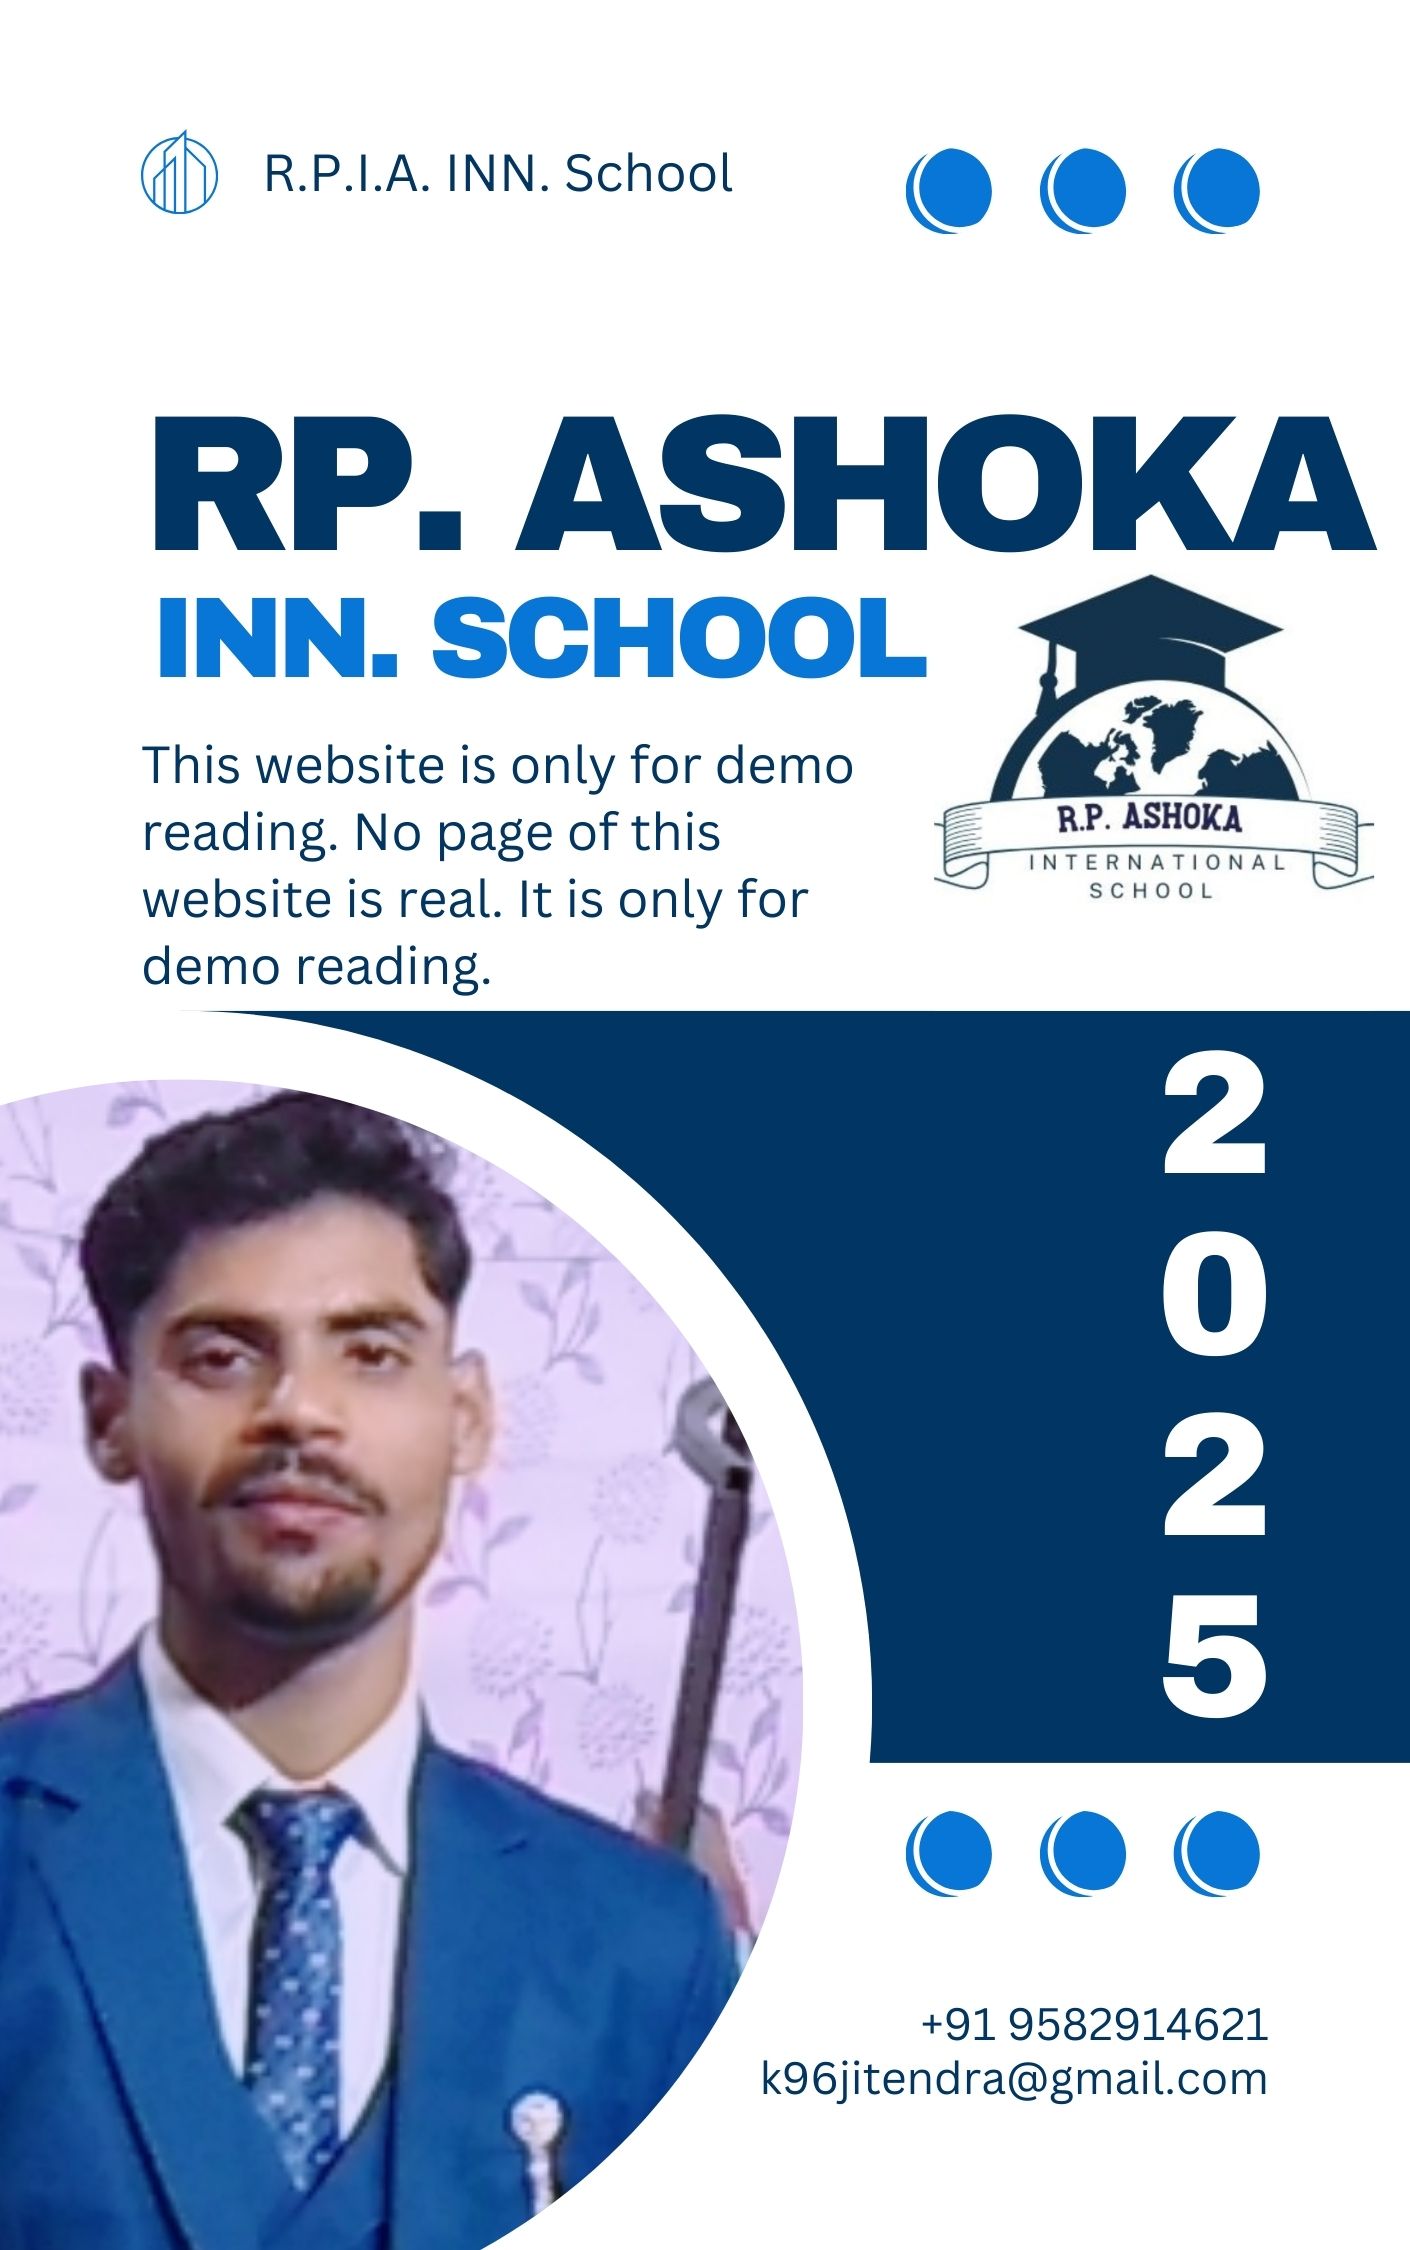 R.P.I.A. INN. School
RP. ASHOKA
INN. SCHOOL
This website is only for demo
reading. No page of this
website is real. It is only for
demo reading.
R.P. ASHOKA
INTERNATIONAL
SCHOOL
2
0
2
5
+91 9582914621
k96jitendra@gmail.com